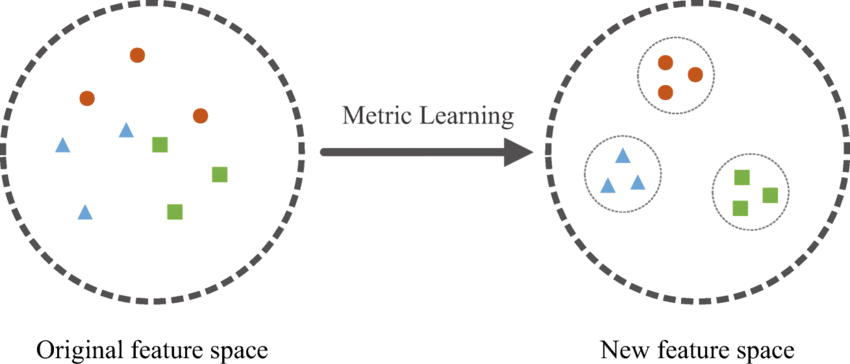 Metric Learning
Original feature space
New feature space